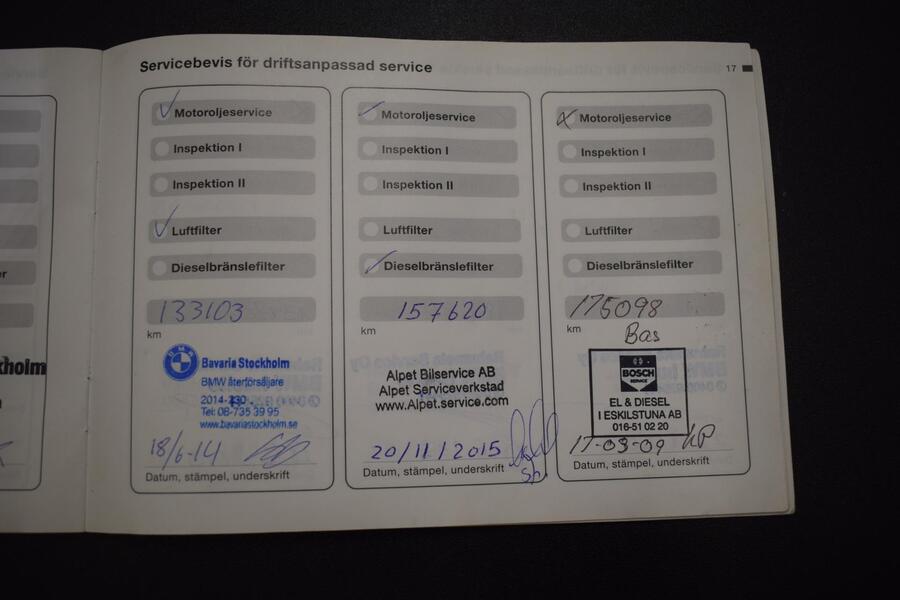 Servicebevis för driftsanpassad service
17
Motoroljeservice
Inspektion I
Inspektion II
Luftfilter
Dieselbränslefilter
133103
km
BMW
Bavaria Stockholm
BMW återförsäljare
Tel: 08-735 39 95
www.bavariastockholm.se
18/6-14
Datum, stämpel, underskrift
Motoroljeservice
Inspektion I
Inspektion II
Luftfilter
Dieselbränslefilter
157620
km
Alpet Bilservice AB
Alpet Serviceverkstad
www.Alpet.service.com
20/11/2015
Datum, stämpel, underskrift
Motoroljeservice
Inspektion I
Inspektion II
Luftfilter
Dieselbränslefilter
175098
km
Bas
BOSCH
SERVICE
EL & DIESEL
I ESKILSTUNA AB
016-51 02 20
17-03-09
Datum, stämpel, underskrift